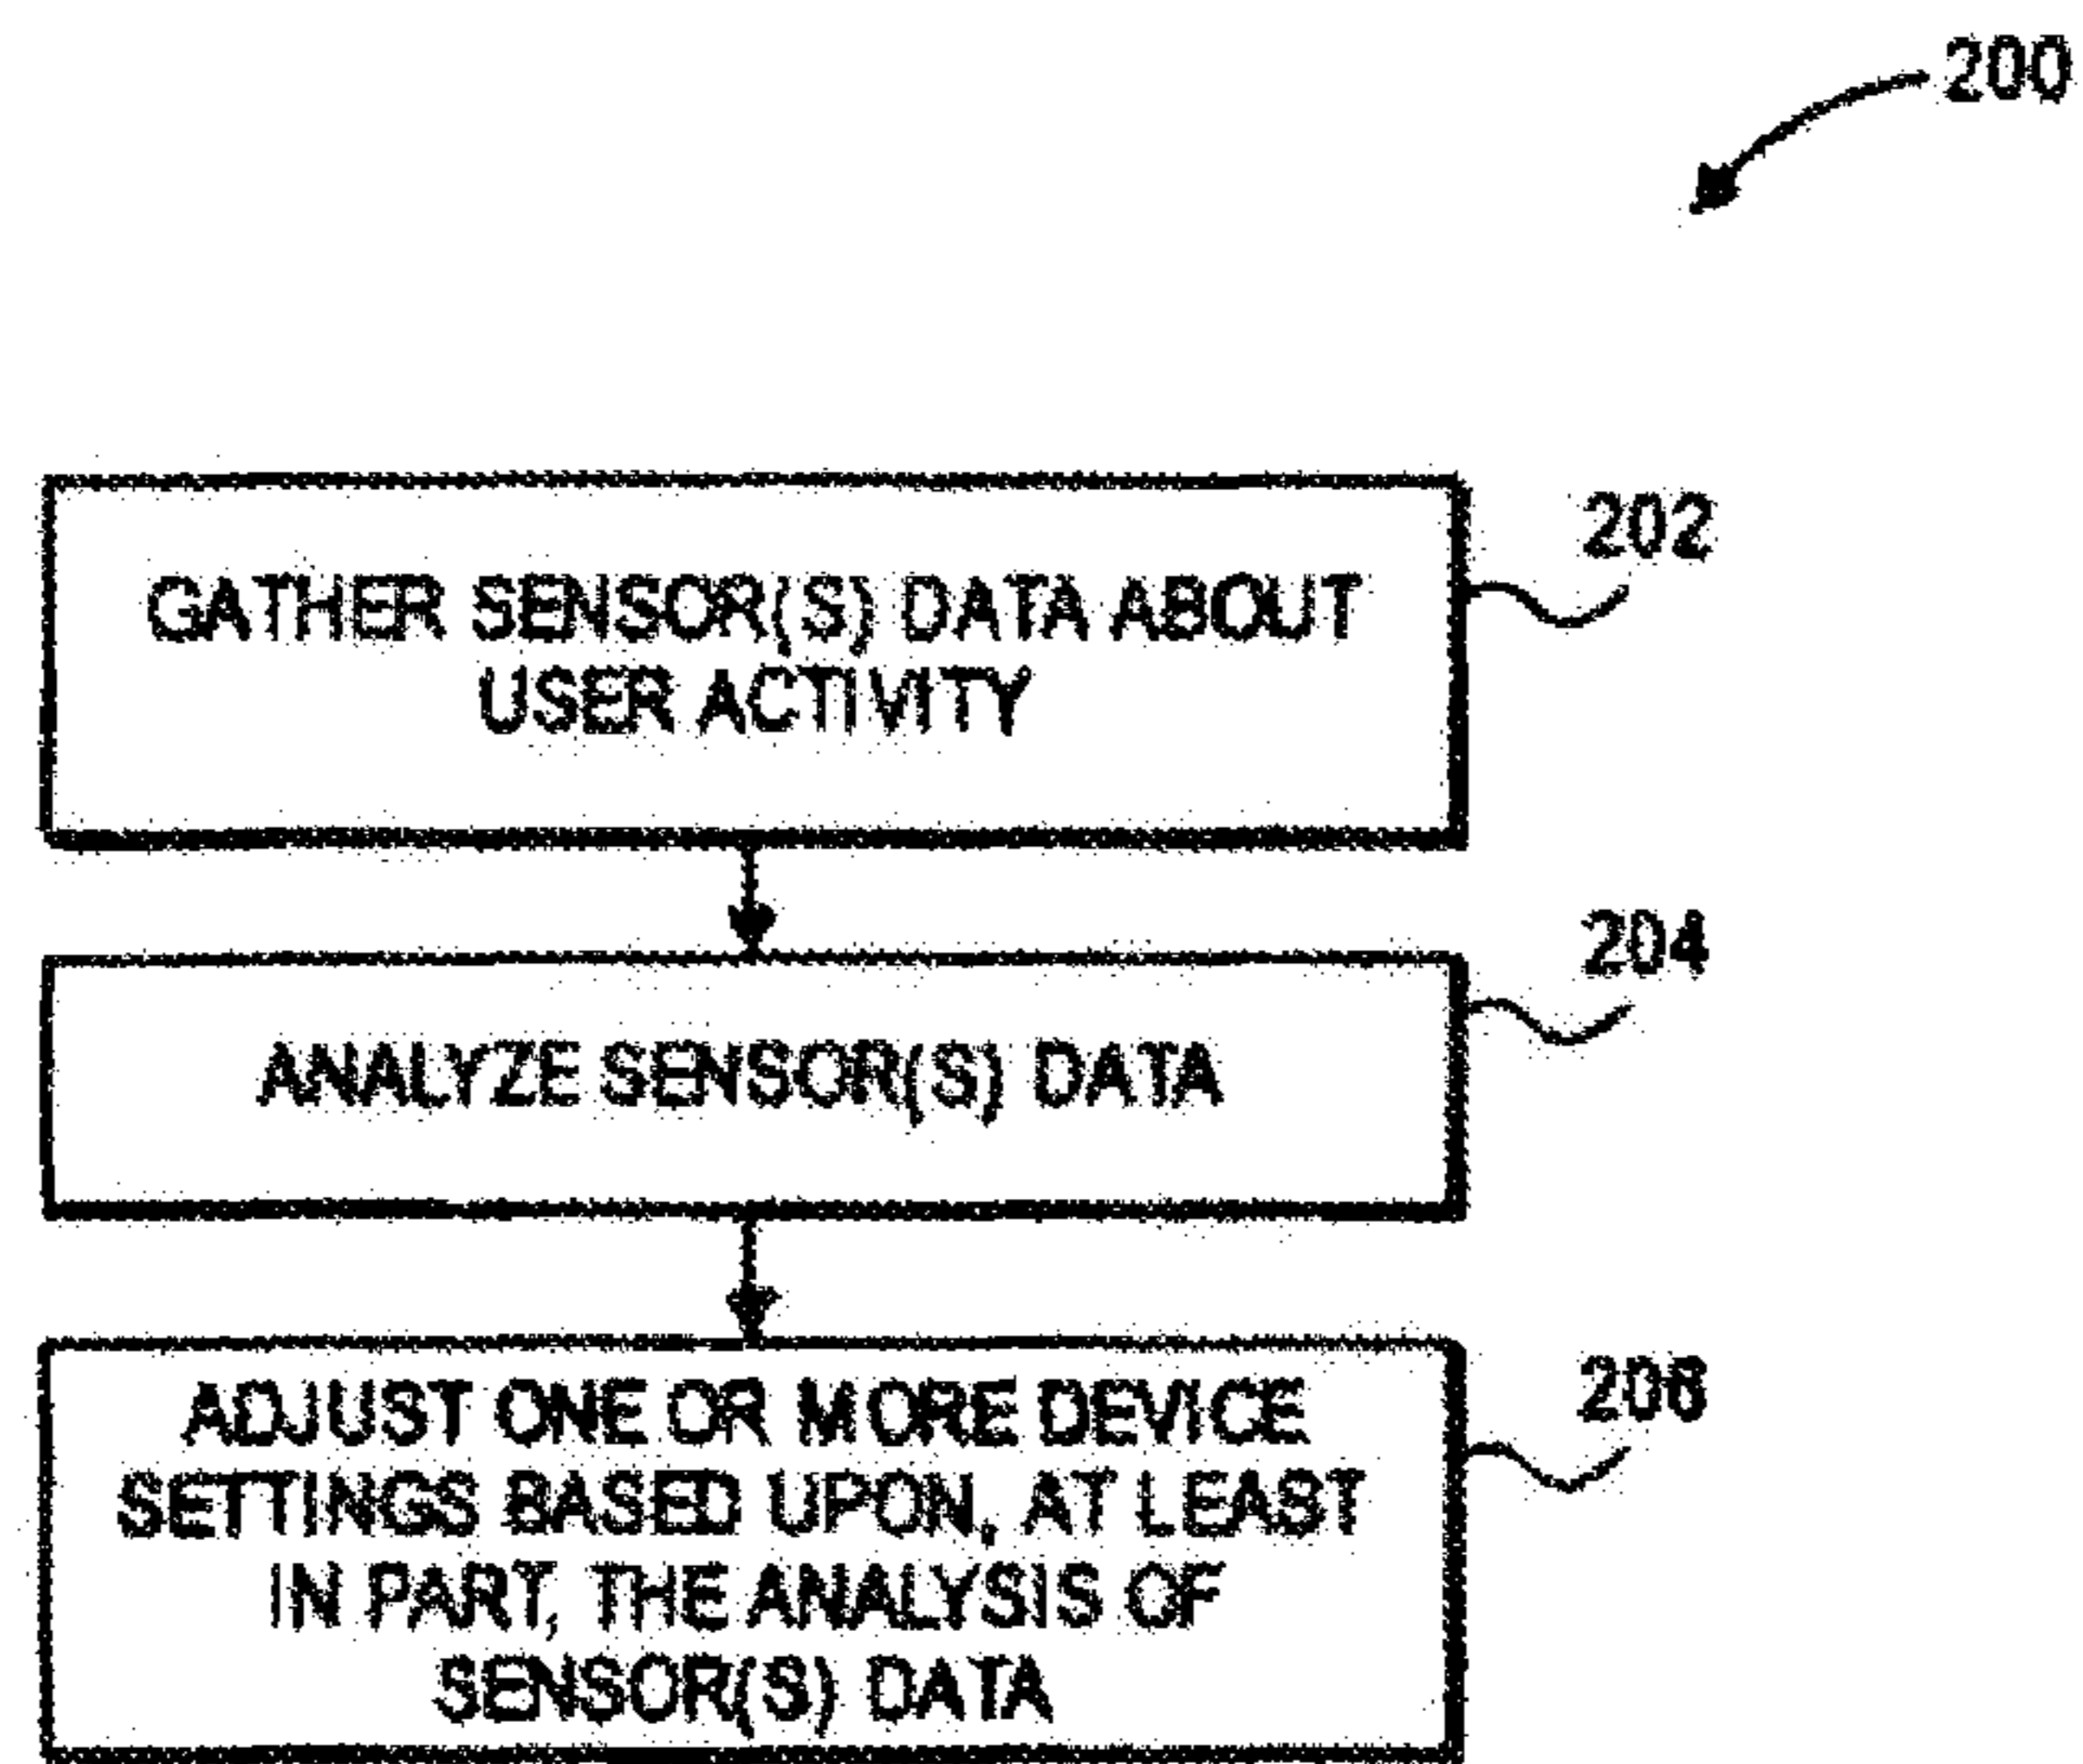 200
202
GATHER SENSOR(S) DATA ABOUT
USER ACTIVITY
204
ANALYZE SENSOR(S) DATA
206
ADJUST ONE OR MORE DEVICE
SETTINGS BASED UPON, AT LEAST
IN PART, THE ANALYSIS OF
SENSOR(S) DATA